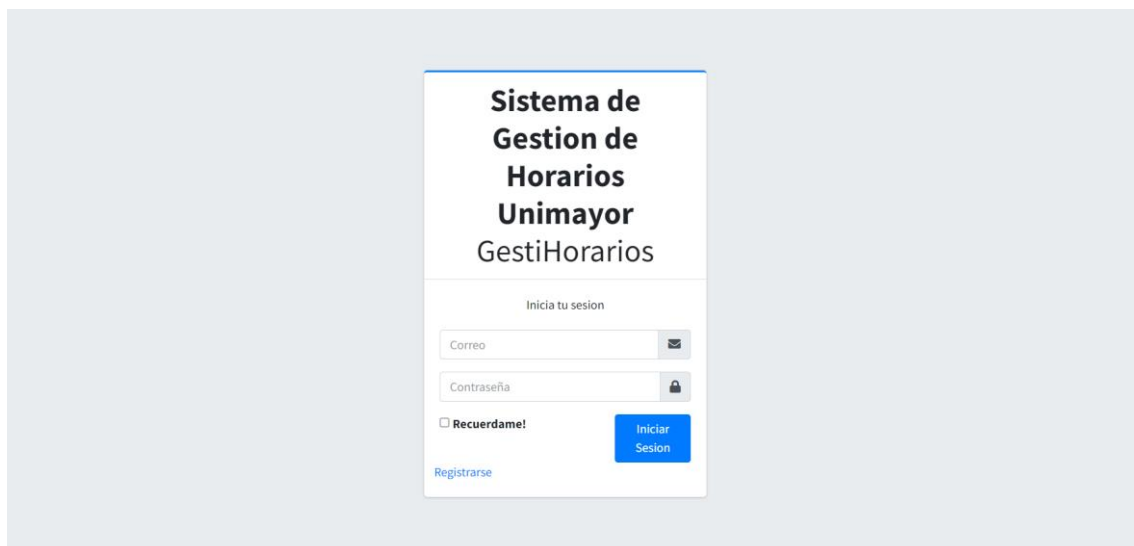 Sistema de
Gestion de
Horarios
Unimayor
GestiHorarios
Inicia tu sesion
Correo
Contraseña
Recuerdame!
Iniciar
Sesion
Registrarse